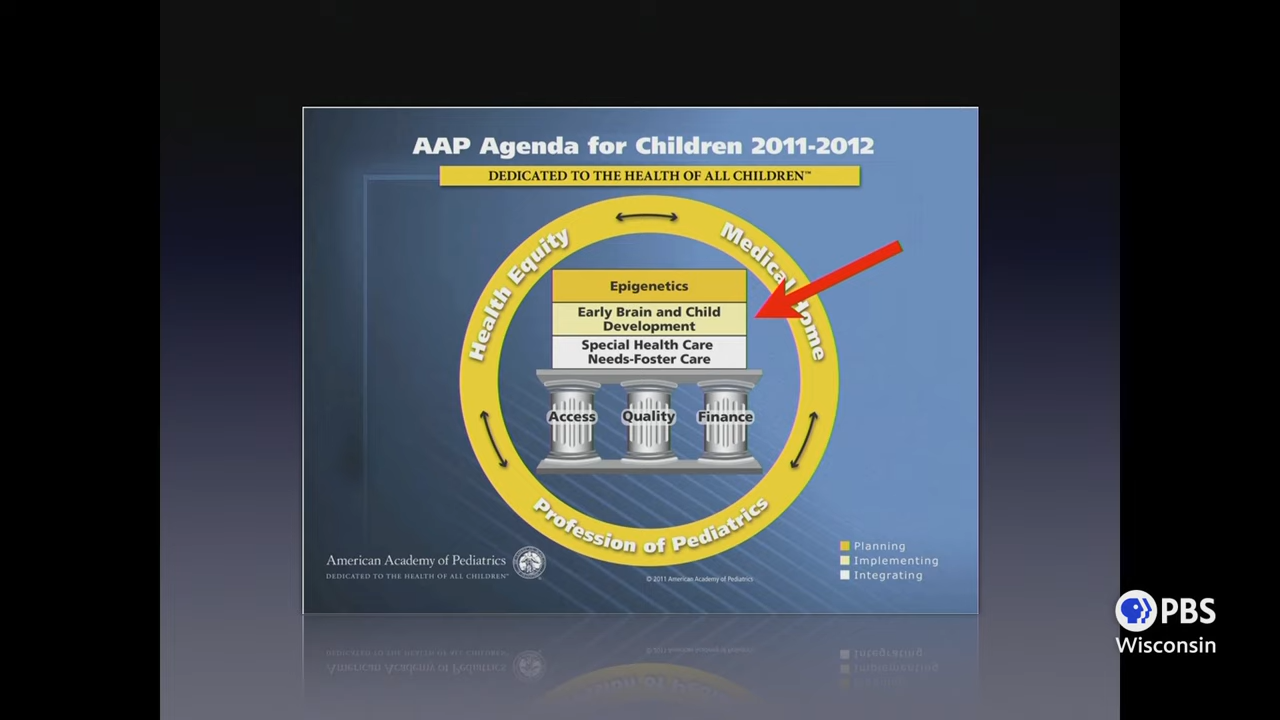 AAP Agenda for Children 2011-2012
DEDICATED TO THE HEALTH OF ALL CHILDREN™
Health Equity
Medical Home
Epigenetics
Early Brain and Child
Development
Special Health Care
Needs-Foster Care
Access
Quality
Finance
Profession of Pediatrics
American Academy of Pediatrics
DEDICATED TO THE HEALTH OF ALL CHILDREN™
© 2011 American Academy of Pediatrics
Planning
Implementing
Integrating
PBS
Wisconsin